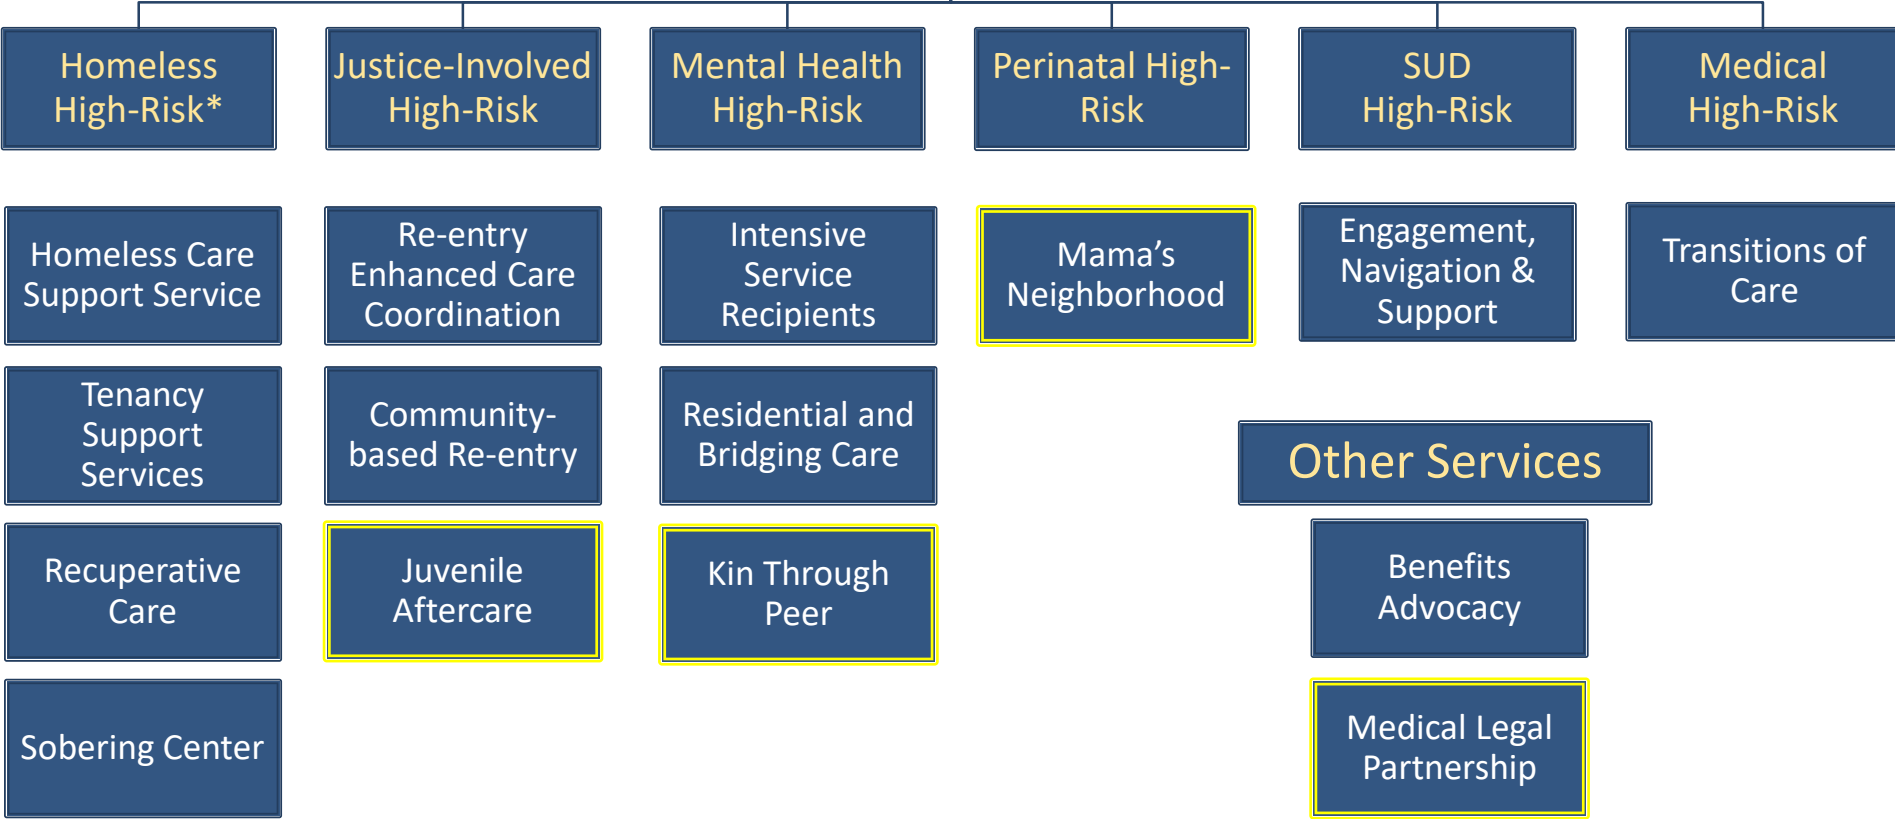 Homeless
High-Risk*
Justice-Involved
High-Risk
Mental Health
High-Risk
Perinatal High-
Risk
SUD
High-Risk
Medical
High-Risk
Homeless Care
Support Service
Re-entry
Enhanced Care
Coordination
Intensive
Service
Recipients
Mama’s
Neighborhood
Engagement,
Navigation &
Support
Transitions of
Care
Tenancy
Support
Services
Community-
based Re-entry
Residential and
Bridging Care
Other Services
Recuperative
Care
Juvenile
Aftercare
Kin Through
Peer
Benefits
Advocacy
Sobering Center
Medical Legal
Partnership